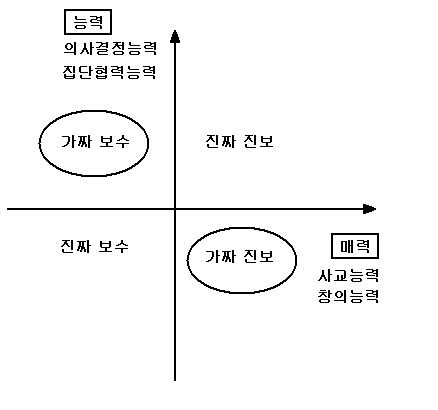 능력
의사결정능력
집단협력능력
가짜 보수
진짜 진보
진짜 보수
가짜 진보
매력
사교능력
창의능력